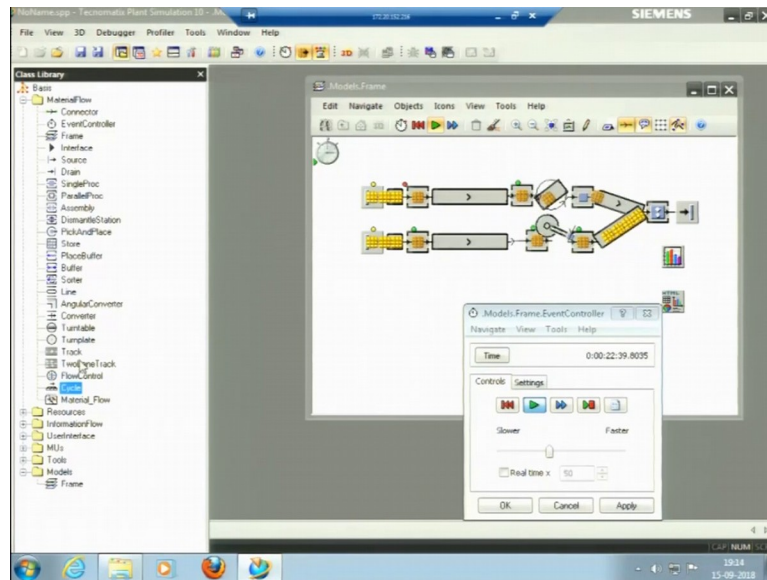 NoName.spp - Tecnomatix Plant Simulation 10 -
172.20.192.216
SIEMENS
File View 3D Debugger Profiler Tools Window Help
Class Library
Basis
MaterialFlow
Connector
EventController
Frame
Interface
Source
Drain
SingleProc
ParallelProc
Assembly
DismantleStation
PickAndPlace
Store
PlaceBuffer
Buffer
Sorter
Line
AngularConverter
Converter
Turntable
Turnplate
Track
TwoLaneTrack
FlowControl
Cycle
Material_Flow
Resources
InformationFlow
UserInterface
MUs
Tools
Models
Frame
.Models.Frame
Edit Navigate Objects Icons View Tools Help
.Models.Frame.EventController
Navigate View Tools Help
Time 0:00:22:39.8035
Controls Settings
Slower Faster
Real time x 50
OK Cancel Apply
CAP NUM
19:14
15-09-2018